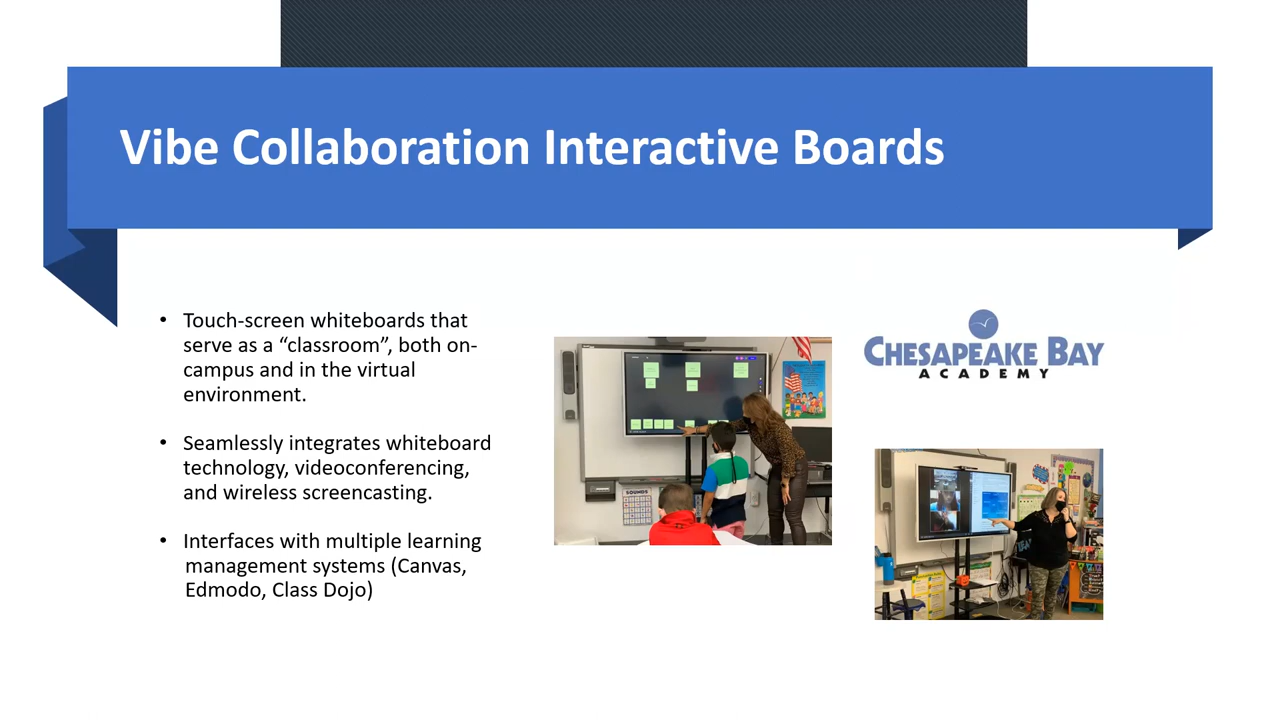 Vibe Collaboration Interactive Boards
• Touch-screen whiteboards that
serve as a “classroom”, both on-
campus and in the virtual
environment.
• Seamlessly integrates whiteboard
technology, videoconferencing,
and wireless screencasting.
• Interfaces with multiple learning
management systems (Canvas,
Edmodo, Class Dojo)
CHESAPEAKE BAY
ACADEMY
SOUNDS